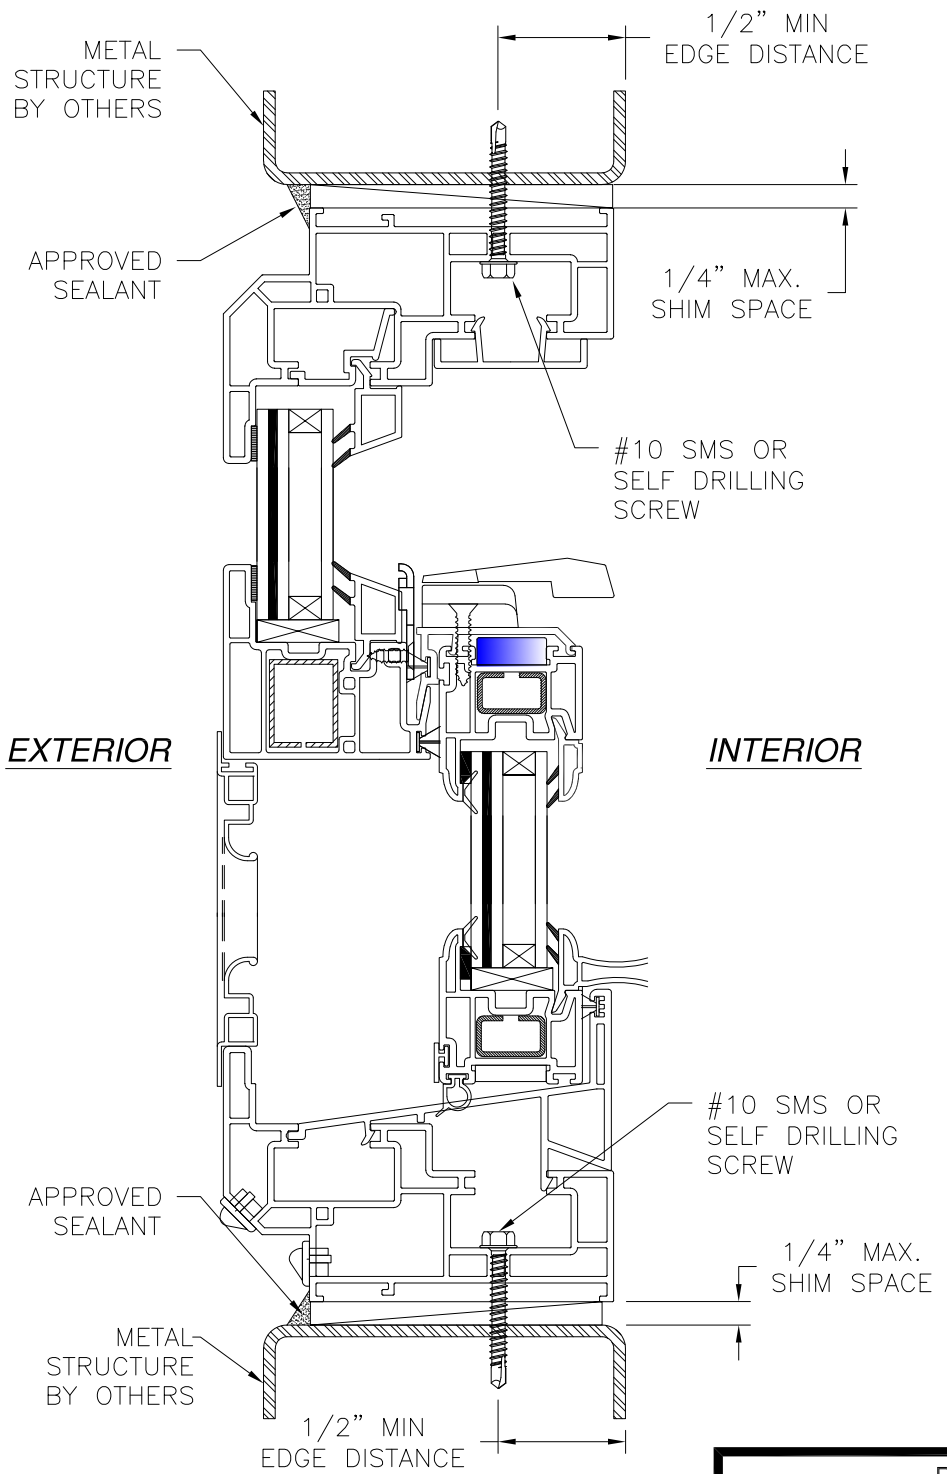 1/2” MIN
EDGE DISTANCE
METAL
STRUCTURE
BY OTHERS
APPROVED
SEALANT
1/4” MAX.
SHIM SPACE
#10 SMS OR
SELF DRILLING
SCREW
EXTERIOR
INTERIOR
#10 SMS OR
SELF DRILLING
SCREW
APPROVED
SEALANT
1/4” MAX.
SHIM SPACE
METAL
STRUCTURE
BY OTHERS
1/2” MIN
EDGE DISTANCE